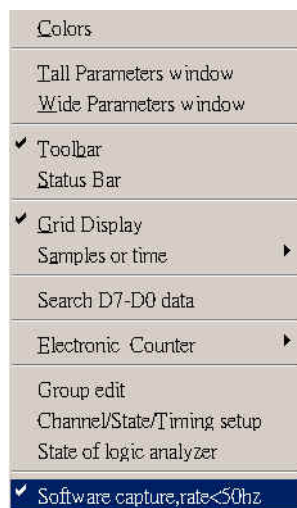 Colors
Tall Parameters window
Wide Parameters window
Toolbar
Status Bar
Grid Display
Samples or time
Search D7-D0 data
Electronic Counter
Group edit
Channel/State/Timing setup
State of logic analyzer
Software capture,rate<50hz